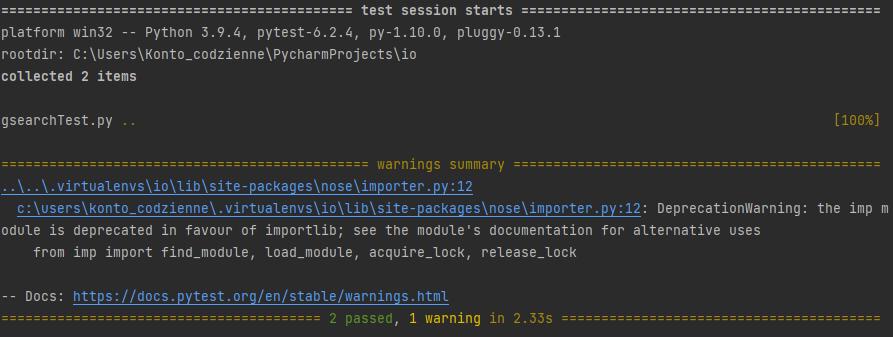 ============================================ test session starts =============================================
platform win32 -- Python 3.9.4, pytest-6.2.4, py-1.10.0, pluggy-0.13.1
rootdir: C:\Users\Konto_codzienne\PycharmProjects\io
collected 2 items
gsearchTest.py .. [100%]
============================================== warnings summary ==============================================
..\..\.virtualenvs\io\lib\site-packages\nose\importer.py:12
c:\users\konto_codzienne\.virtualenvs\io\lib\site-packages\nose\importer.py:12: DeprecationWarning: the imp m
odule is deprecated in favour of importlib; see the module's documentation for alternative uses
from imp import find_module, load_module, acquire_lock, release_lock
-- Docs: https://docs.pytest.org/en/stable/warnings.html
======================================== 2 passed, 1 warning in 2.33s ========================================